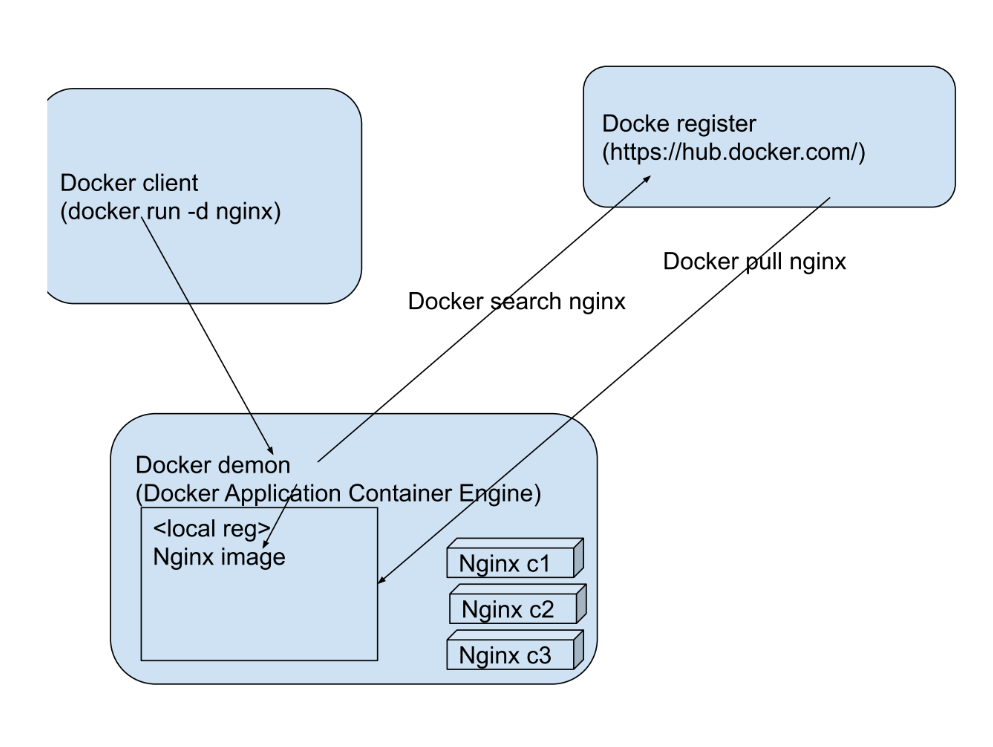 Docker client
(docker run -d nginx)
Docke register
(https://hub.docker.com/)
Docker pull nginx
Docker search nginx
Docker demon
(Docker Application Container Engine)
<local reg>
Nginx image
Nginx c1
Nginx c2
Nginx c3